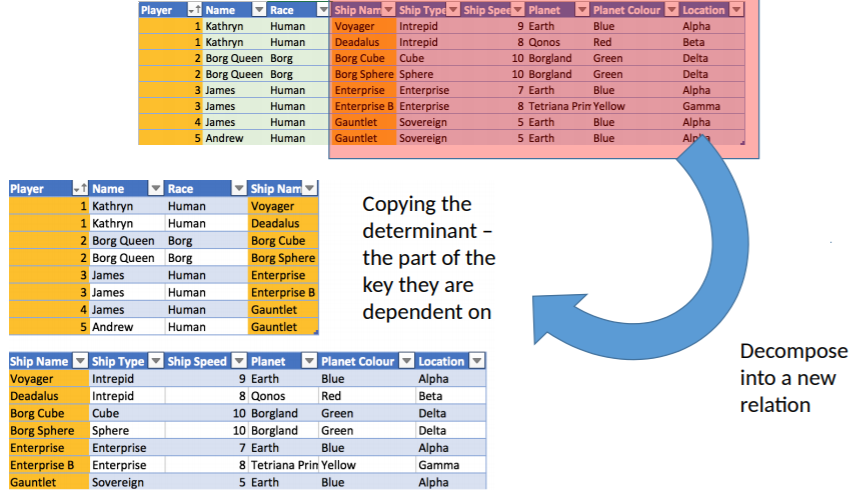 Player Name Race Ship Nam Ship Type Ship Spee Planet Planet Colour Location
1 Kathryn Human Voyager Intrepid 9 Earth Blue Alpha
1 Kathryn Human Deadalus Intrepid 8 Qonos Red Beta
2 Borg Queen Borg Borg Cube Cube 10 Borgland Green Delta
2 Borg Queen Borg Borg Sphere Sphere 10 Borgland Green Delta
3 James Human Enterprise Enterprise 7 Earth Blue Alpha
3 James Human Enterprise B Enterprise 8 Tetriana Prin Yellow Gamma
4 James Human Gauntlet Sovereign 5 Earth Blue Alpha
5 Andrew Human Gauntlet Sovereign 5 Earth Blue Alpha
Player Name Race Ship Nam
1 Kathryn Human Voyager
1 Kathryn Human Deadalus
2 Borg Queen Borg Borg Cube
2 Borg Queen Borg Borg Sphere
3 James Human Enterprise
3 James Human Enterprise B
4 James Human Gauntlet
5 Andrew Human Gauntlet
Copying the
determinant –
the part of the
key they are
dependent on
Decompose
into a new
relation
Ship Name Ship Type Ship Speed Planet Planet Colour Location
Voyager Intrepid 9 Earth Blue Alpha
Deadalus Intrepid 8 Qonos Red Beta
Borg Cube Cube 10 Borgland Green Delta
Borg Sphere Sphere 10 Borgland Green Delta
Enterprise Enterprise 7 Earth Blue Alpha
Enterprise B Enterprise 8 Tetriana Prin Yellow Gamma
Gauntlet Sovereign 5 Earth Blue Alpha